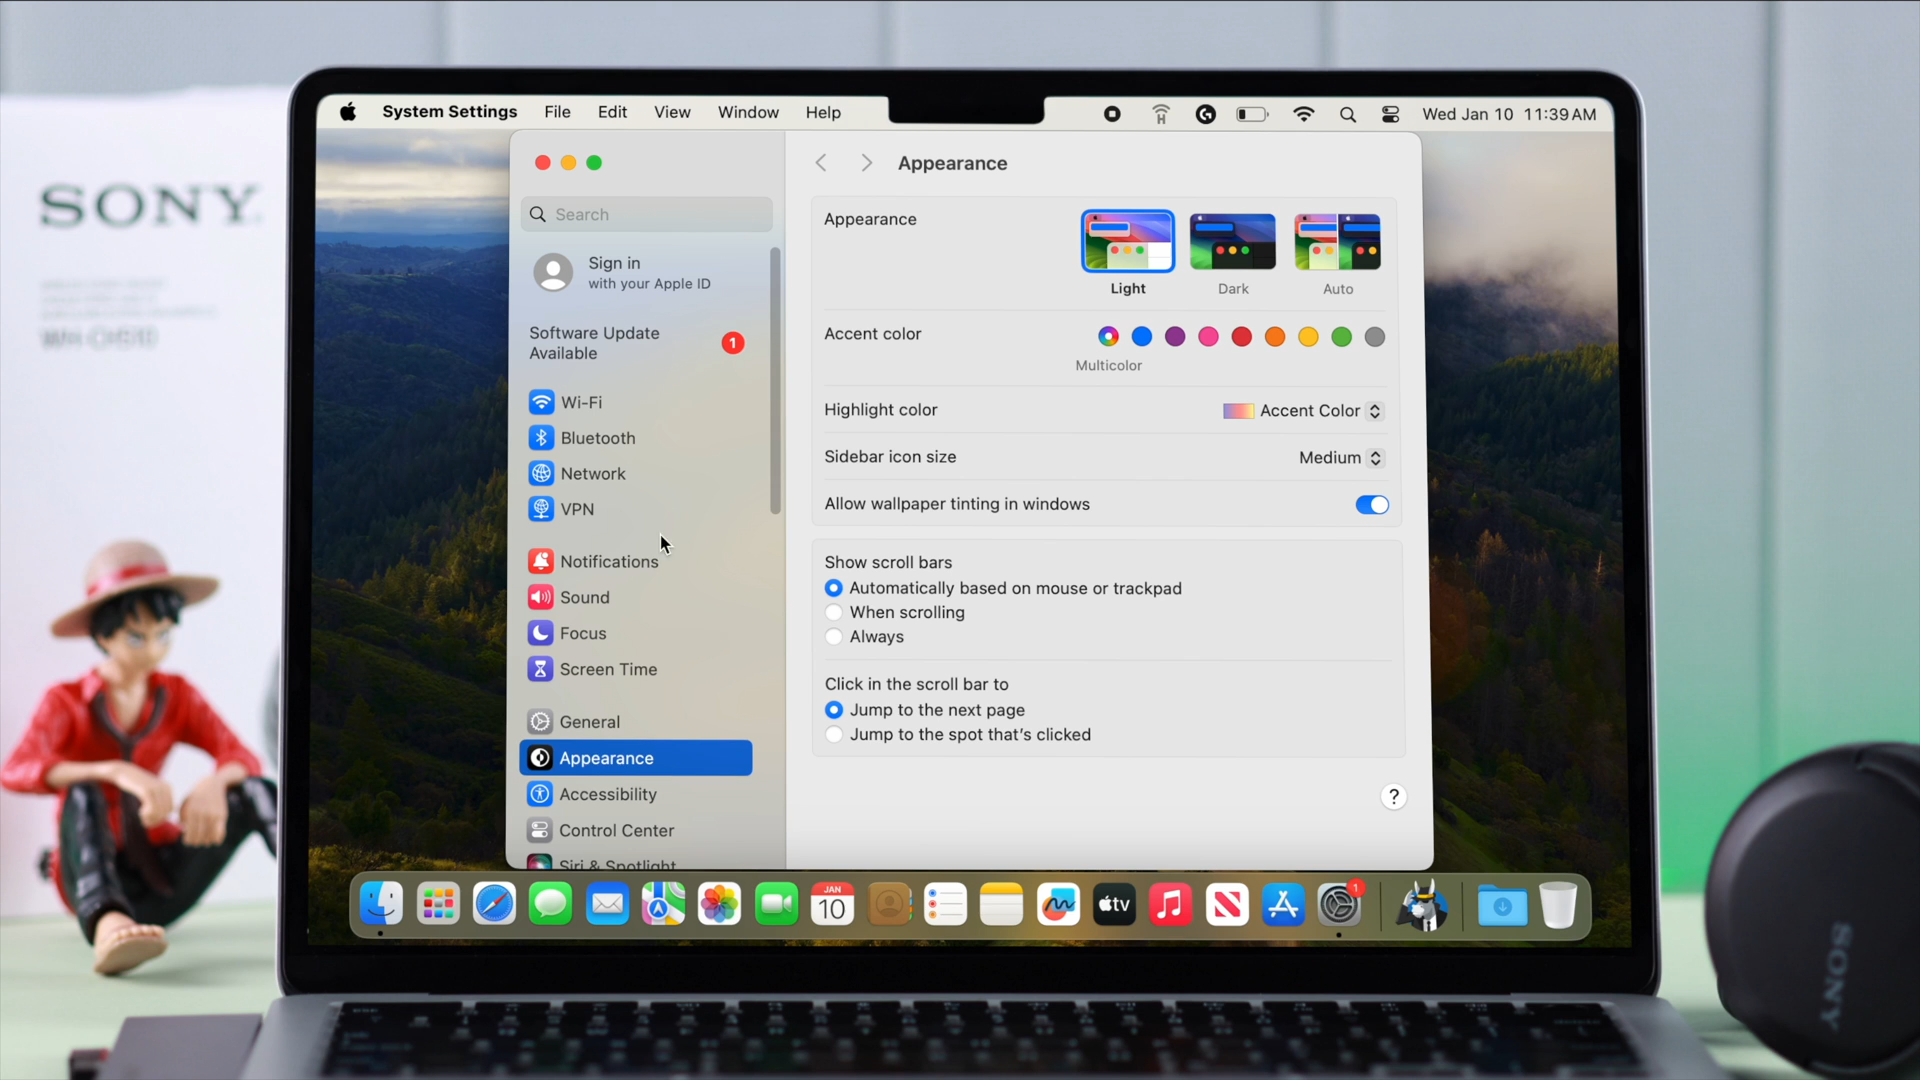 SONY
WH-CH510
System Settings File Edit View Window Help
Wed Jan 10 11:39 AM
Search
Sign in
with your Apple ID
Software Update
Available
1
Wi-Fi
Bluetooth
Network
VPN
Notifications
Sound
Focus
Screen Time
General
Appearance
Accessibility
Control Center
Siri & Spotlight
Appearance
Appearance
Light
Dark
Auto
Accent color
Multicolor
Highlight color
Accent Color
Sidebar icon size
Medium
Allow wallpaper tinting in windows
Show scroll bars
Automatically based on mouse or trackpad
When scrolling
Always
Click in the scroll bar to
Jump to the next page
Jump to the spot that's clicked
?
JAN
10
tv
1
SONY